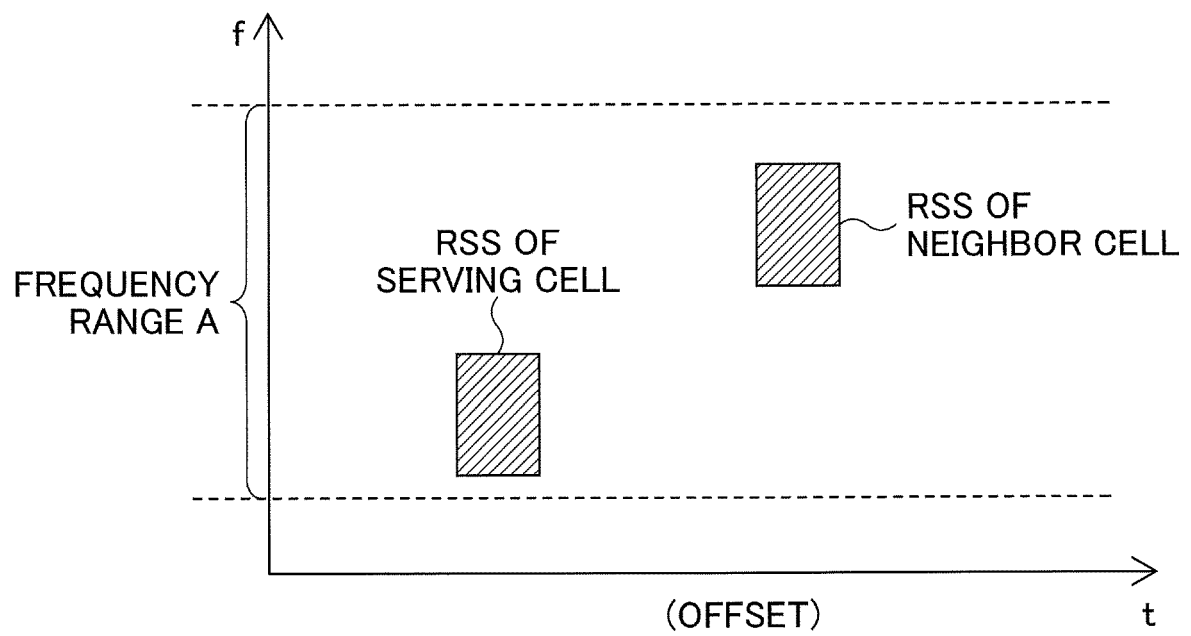 f
RSS OF
NEIGHBOR CELL
RSS OF
SERVING CELL
FREQUENCY
RANGE A
(OFFSET)
t